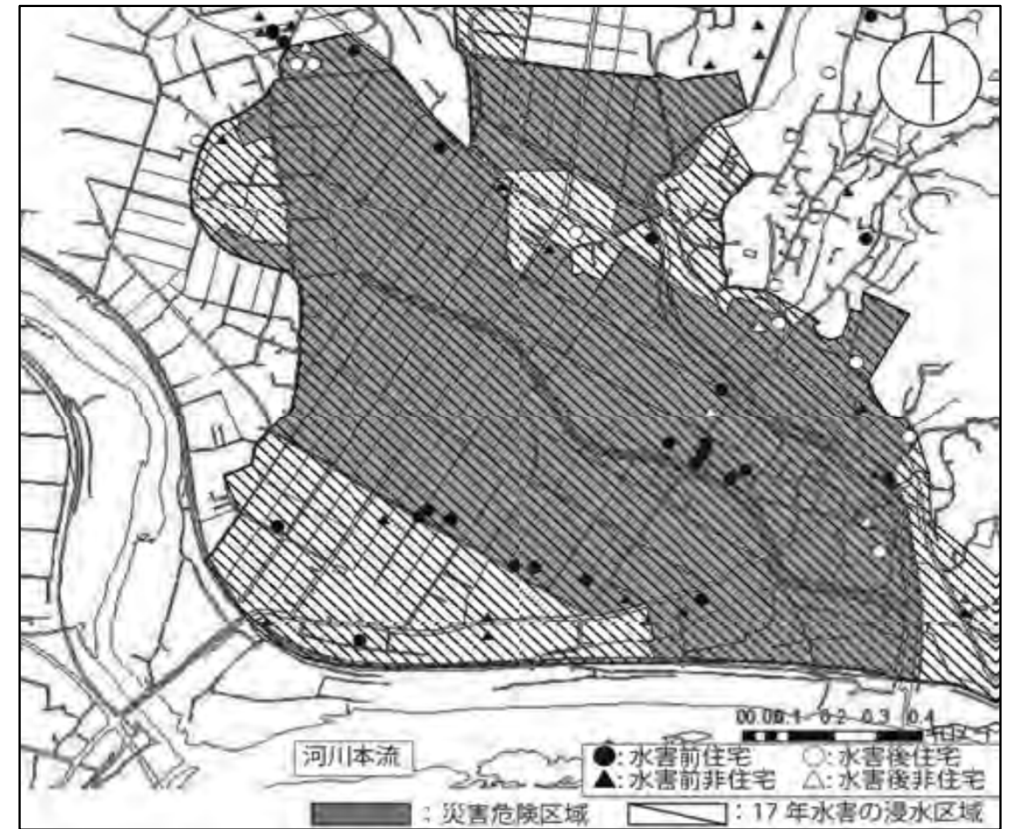 0.1 0.2 0.3 0.4
河川本流
●：水害前住宅 ○：水害後住宅
▲：水害前非住宅 △：水害後非住宅
：災害危険区域 ：17年水害の浸水区域